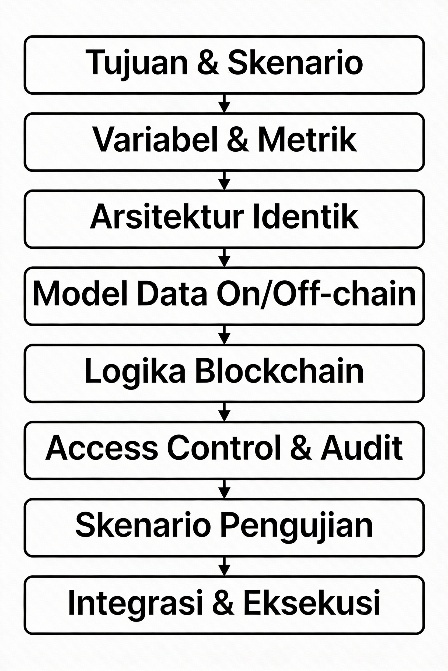 Tujuan & Skenario
Variabel & Metrik
Arsitektur Identik
Model Data On/Off-chain
Logika Blockchain
Access Control & Audit
Skenario Pengujian
Integrasi & Eksekusi